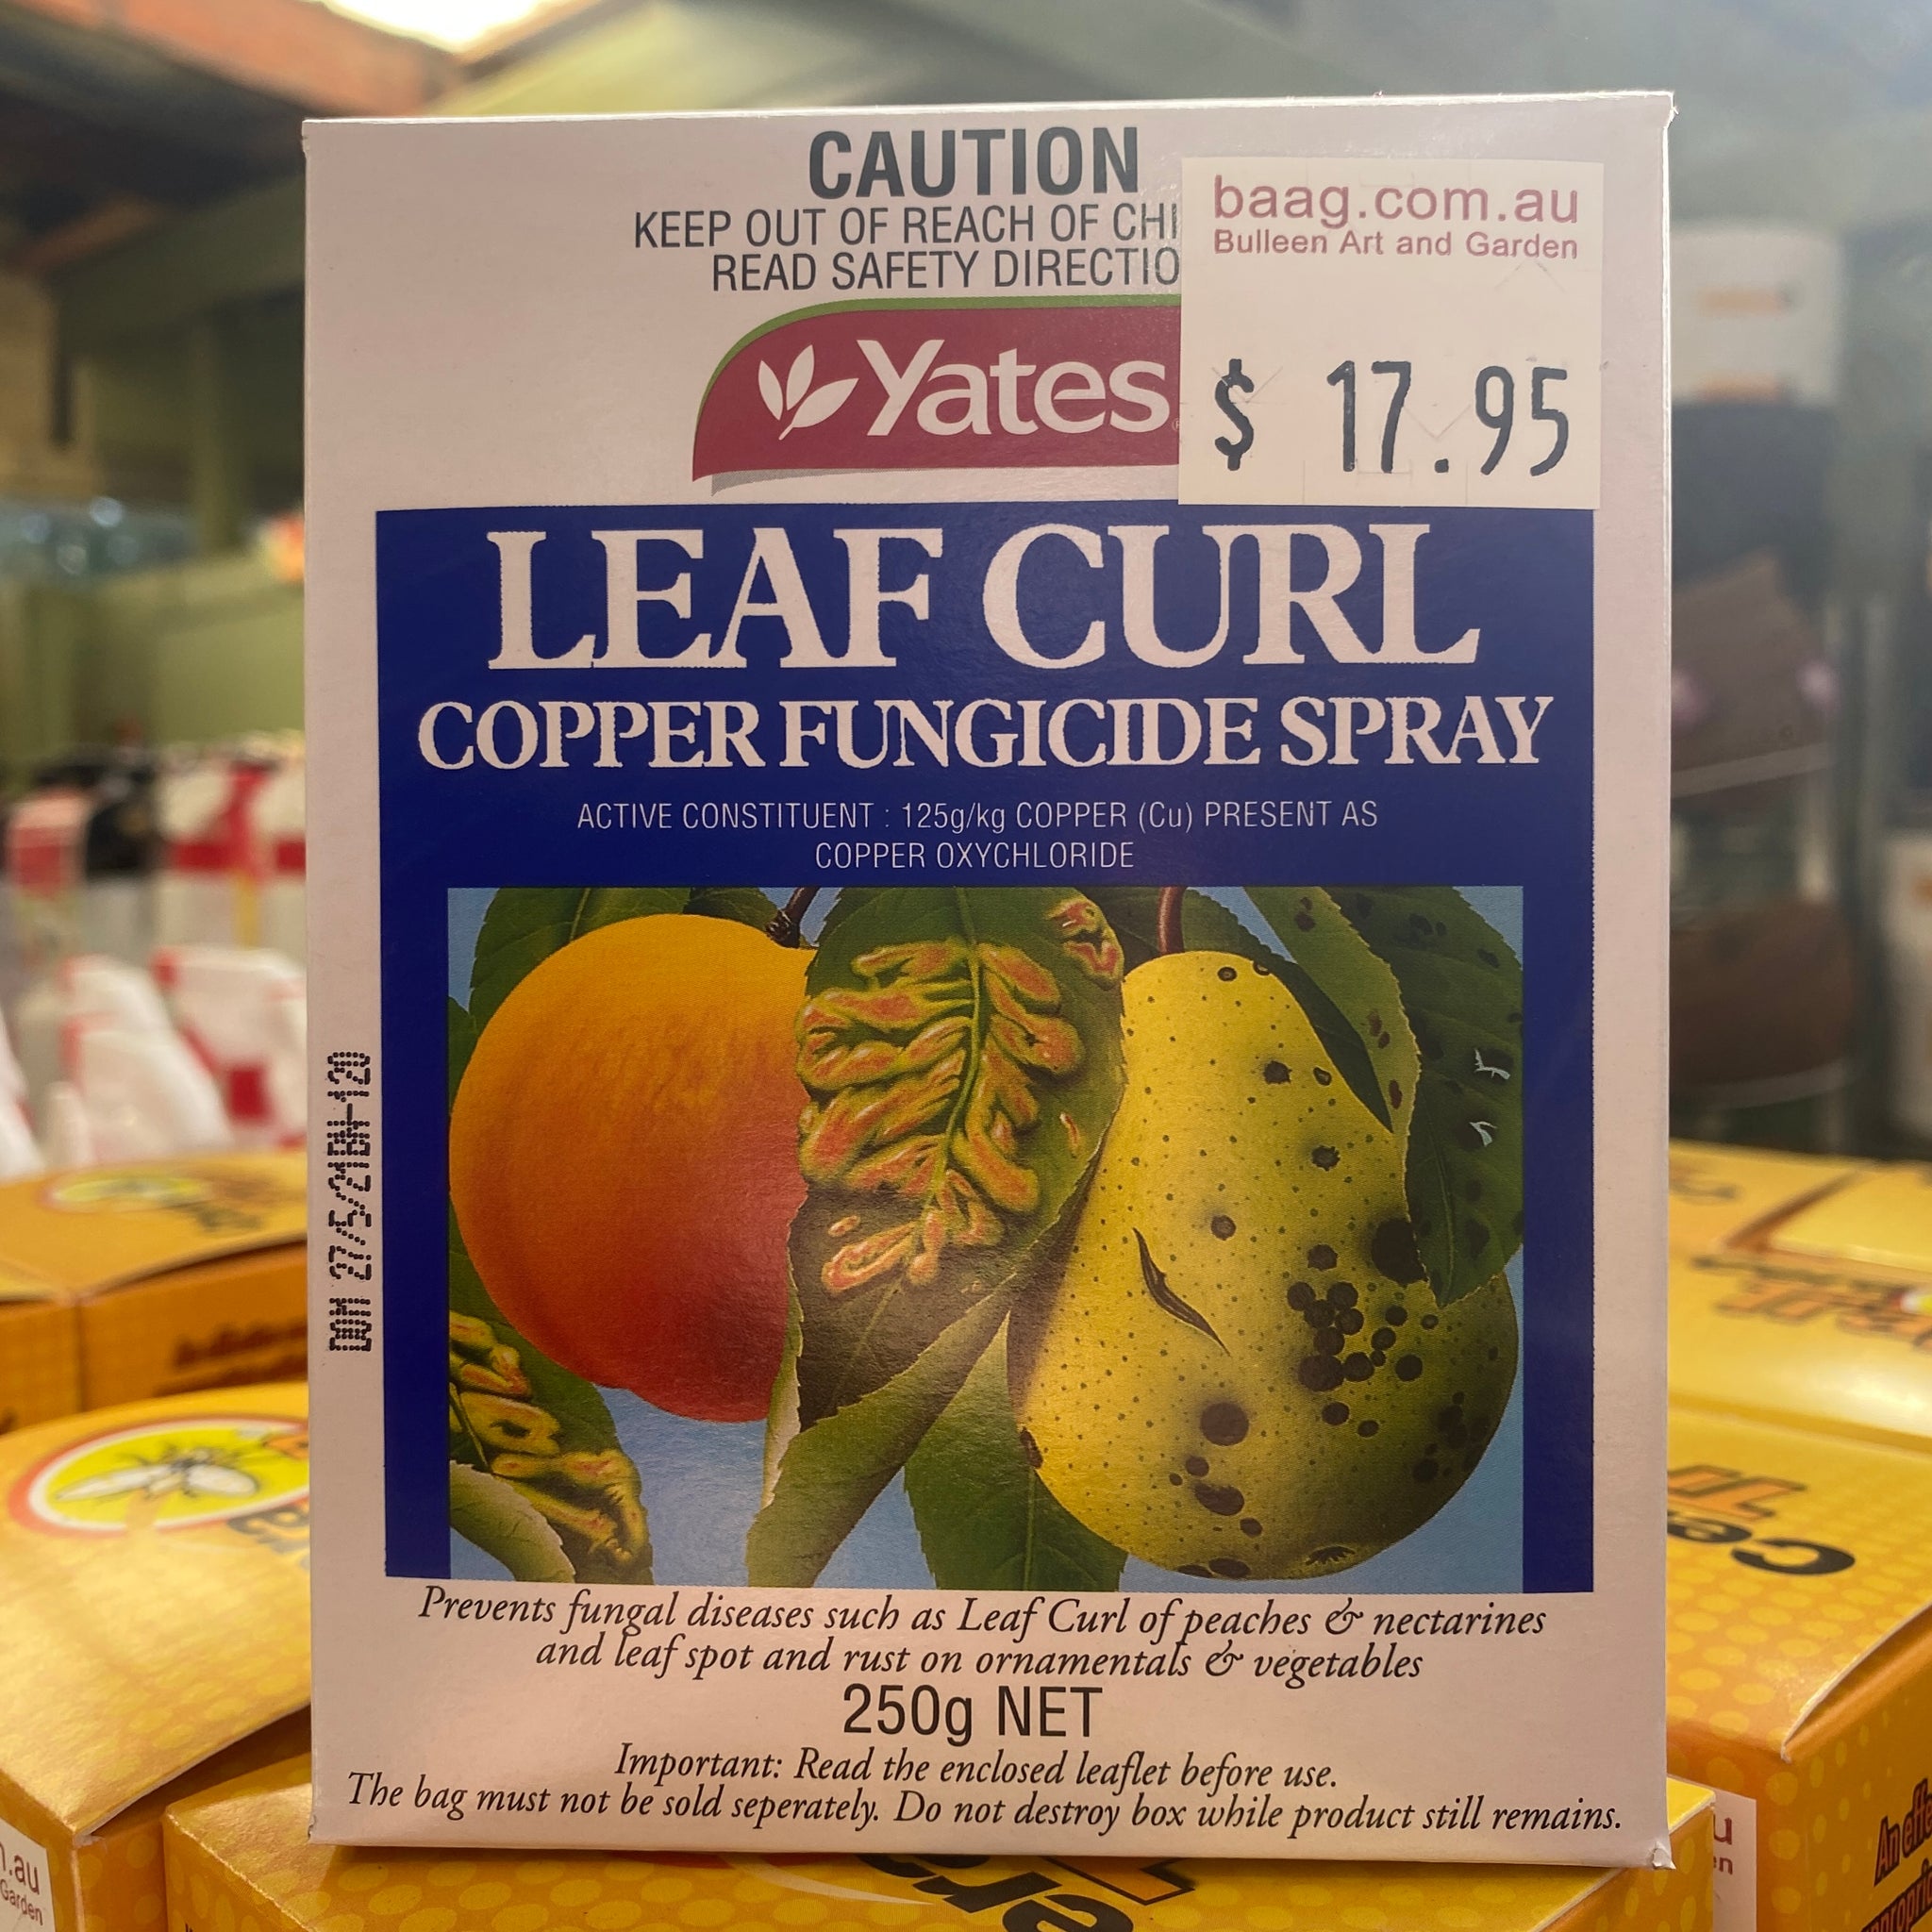 CAUTION
KEEP OUT OF REACH OF CHI
READ SAFETY DIRECTIO
baag.com.au
Bulleen Art and Garden
$ 17.95
Yates
LEAF CURL
COPPER FUNGICIDE SPRAY
ACTIVE CONSTITUENT : 125g/kg COPPER (Cu) PRESENT AS
COPPER OXYCHLORIDE
Prevents fungal diseases such as Leaf Curl of peaches & nectarines
and leaf spot and rust on ornamentals & vegetables
250g NET
Important: Read the enclosed leaflet before use.
The bag must not be sold seperately. Do not destroy box while product still remains.
.au
Garden